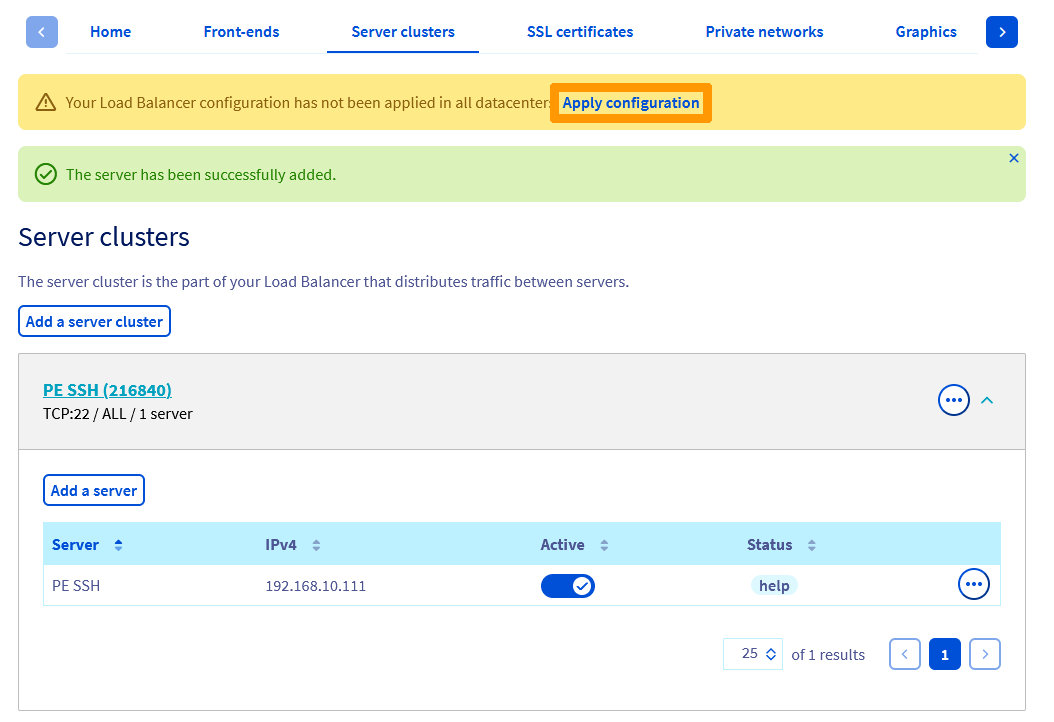 Home Front-ends Server clusters SSL certificates Private networks Graphics
Your Load Balancer configuration has not been applied in all datacenter Apply configuration
The server has been successfully added.
Server clusters
The server cluster is the part of your Load Balancer that distributes traffic between servers.
Add a server cluster
PE SSH (216840)
TCP:22 / ALL / 1 server
Add a server
Server IPv4 Active Status
PE SSH 192.168.10.111 help
25 of 1 results 1